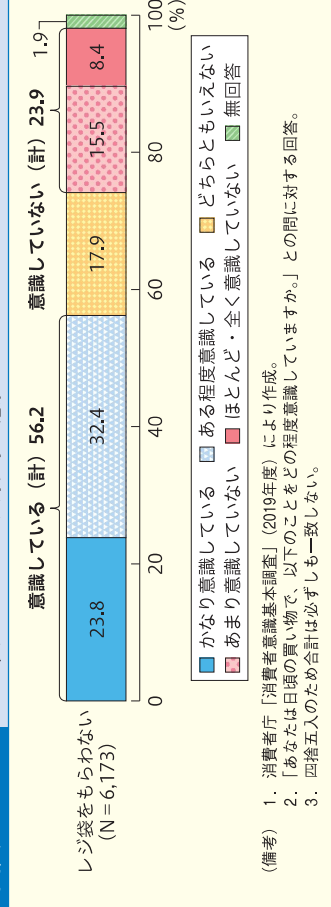 意識している（計）56.2
意識していない（計）23.9
1.9
レジ袋をもらわない
（N＝6,173）
23.8
32.4
17.9
15.5
8.4
0
20
40
60
80
100
（％）
かなり意識している
ある程度意識している
どちらともいえない
あまり意識していない
ほとんど・全く意識していない
無回答
（備考） 1． 消費者庁「消費者意識基本調査」（2019年度）により作成。
2． 「あなたは日頃の買い物で、以下のことをどの程度意識していますか。」との問に対する回答。
3． 四捨五入のため合計は必ずしも一致しない。